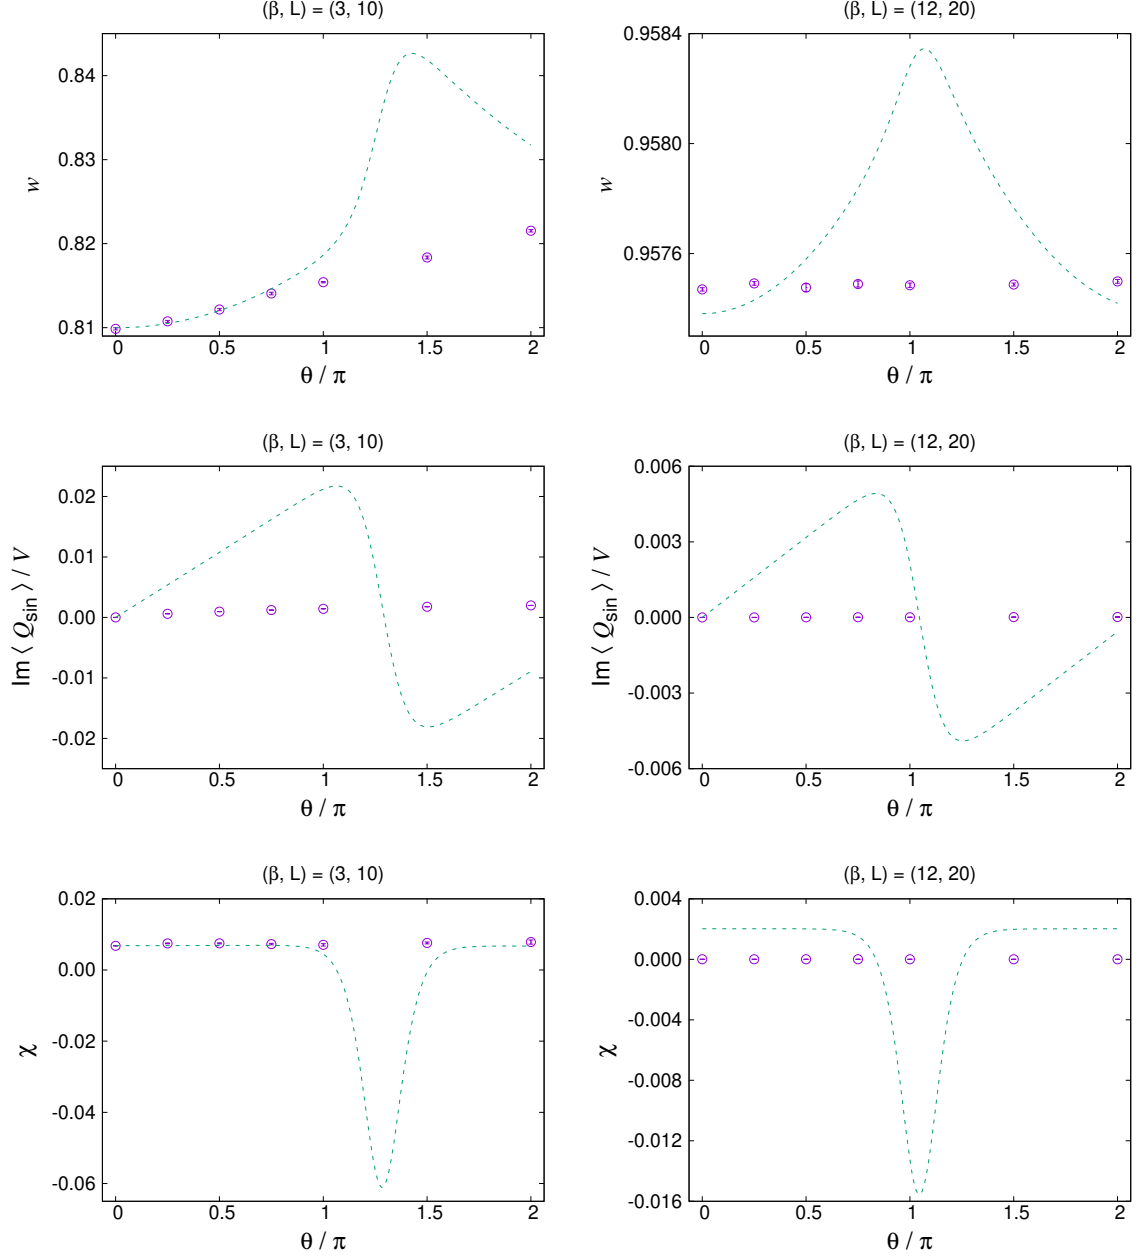 (β, L) = (3, 10)
0.84
0.83
0.82
0.81
w
0 0.5 1 1.5 2
θ / π
(β, L) = (12, 20)
0.9584
0.9580
0.9576
w
0 0.5 1 1.5 2
θ / π
(β, L) = (3, 10)
0.02
0.01
0.00
-0.01
-0.02
Im ⟨ Q_sin ⟩ / V
0 0.5 1 1.5 2
θ / π
(β, L) = (12, 20)
0.006
0.003
0.000
-0.003
-0.006
Im ⟨ Q_sin ⟩ / V
0 0.5 1 1.5 2
θ / π
(β, L) = (3, 10)
0.02
0.00
-0.02
-0.04
-0.06
χ
0 0.5 1 1.5 2
θ / π
(β, L) = (12, 20)
0.004
0.000
-0.004
-0.008
-0.012
-0.016
χ
0 0.5 1 1.5 2
θ / π